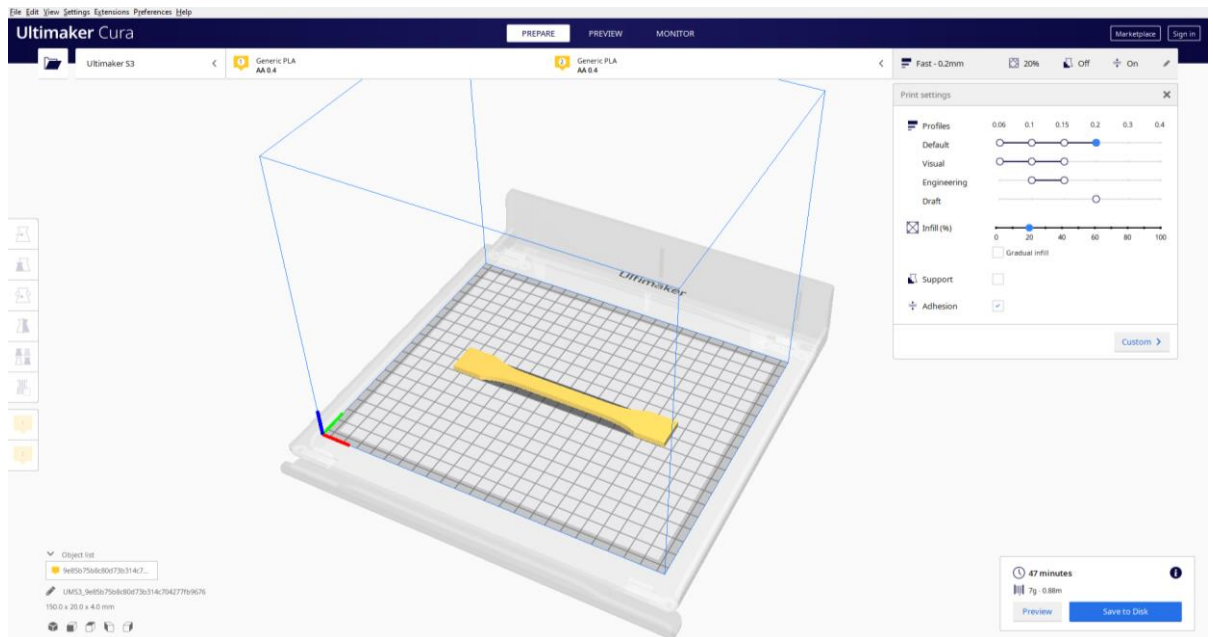 File Edit View Settings Extensions Preferences Help
Ultimaker Cura
PREPARE PREVIEW MONITOR
Marketplace Sign in
Ultimaker S3
1 Generic PLA
AA 0.4
2 Generic PLA
AA 0.4
Fast - 0.2mm 20% Off On
Print settings
Profiles 0.06 0.1 0.15 0.2 0.3 0.4
Default
Visual
Engineering
Draft
Infill (%)
0 20 40 60 80 100
Gradual infill
Support
Adhesion
Custom
Ultimaker
Object list
9e85b75b8c80d73b314c7...
UMS3_9e85b75b8c80d73b314c704277fb9676
150.0 x 20.0 x 4.0 mm
47 minutes
7g · 0.88m
Preview Save to Disk